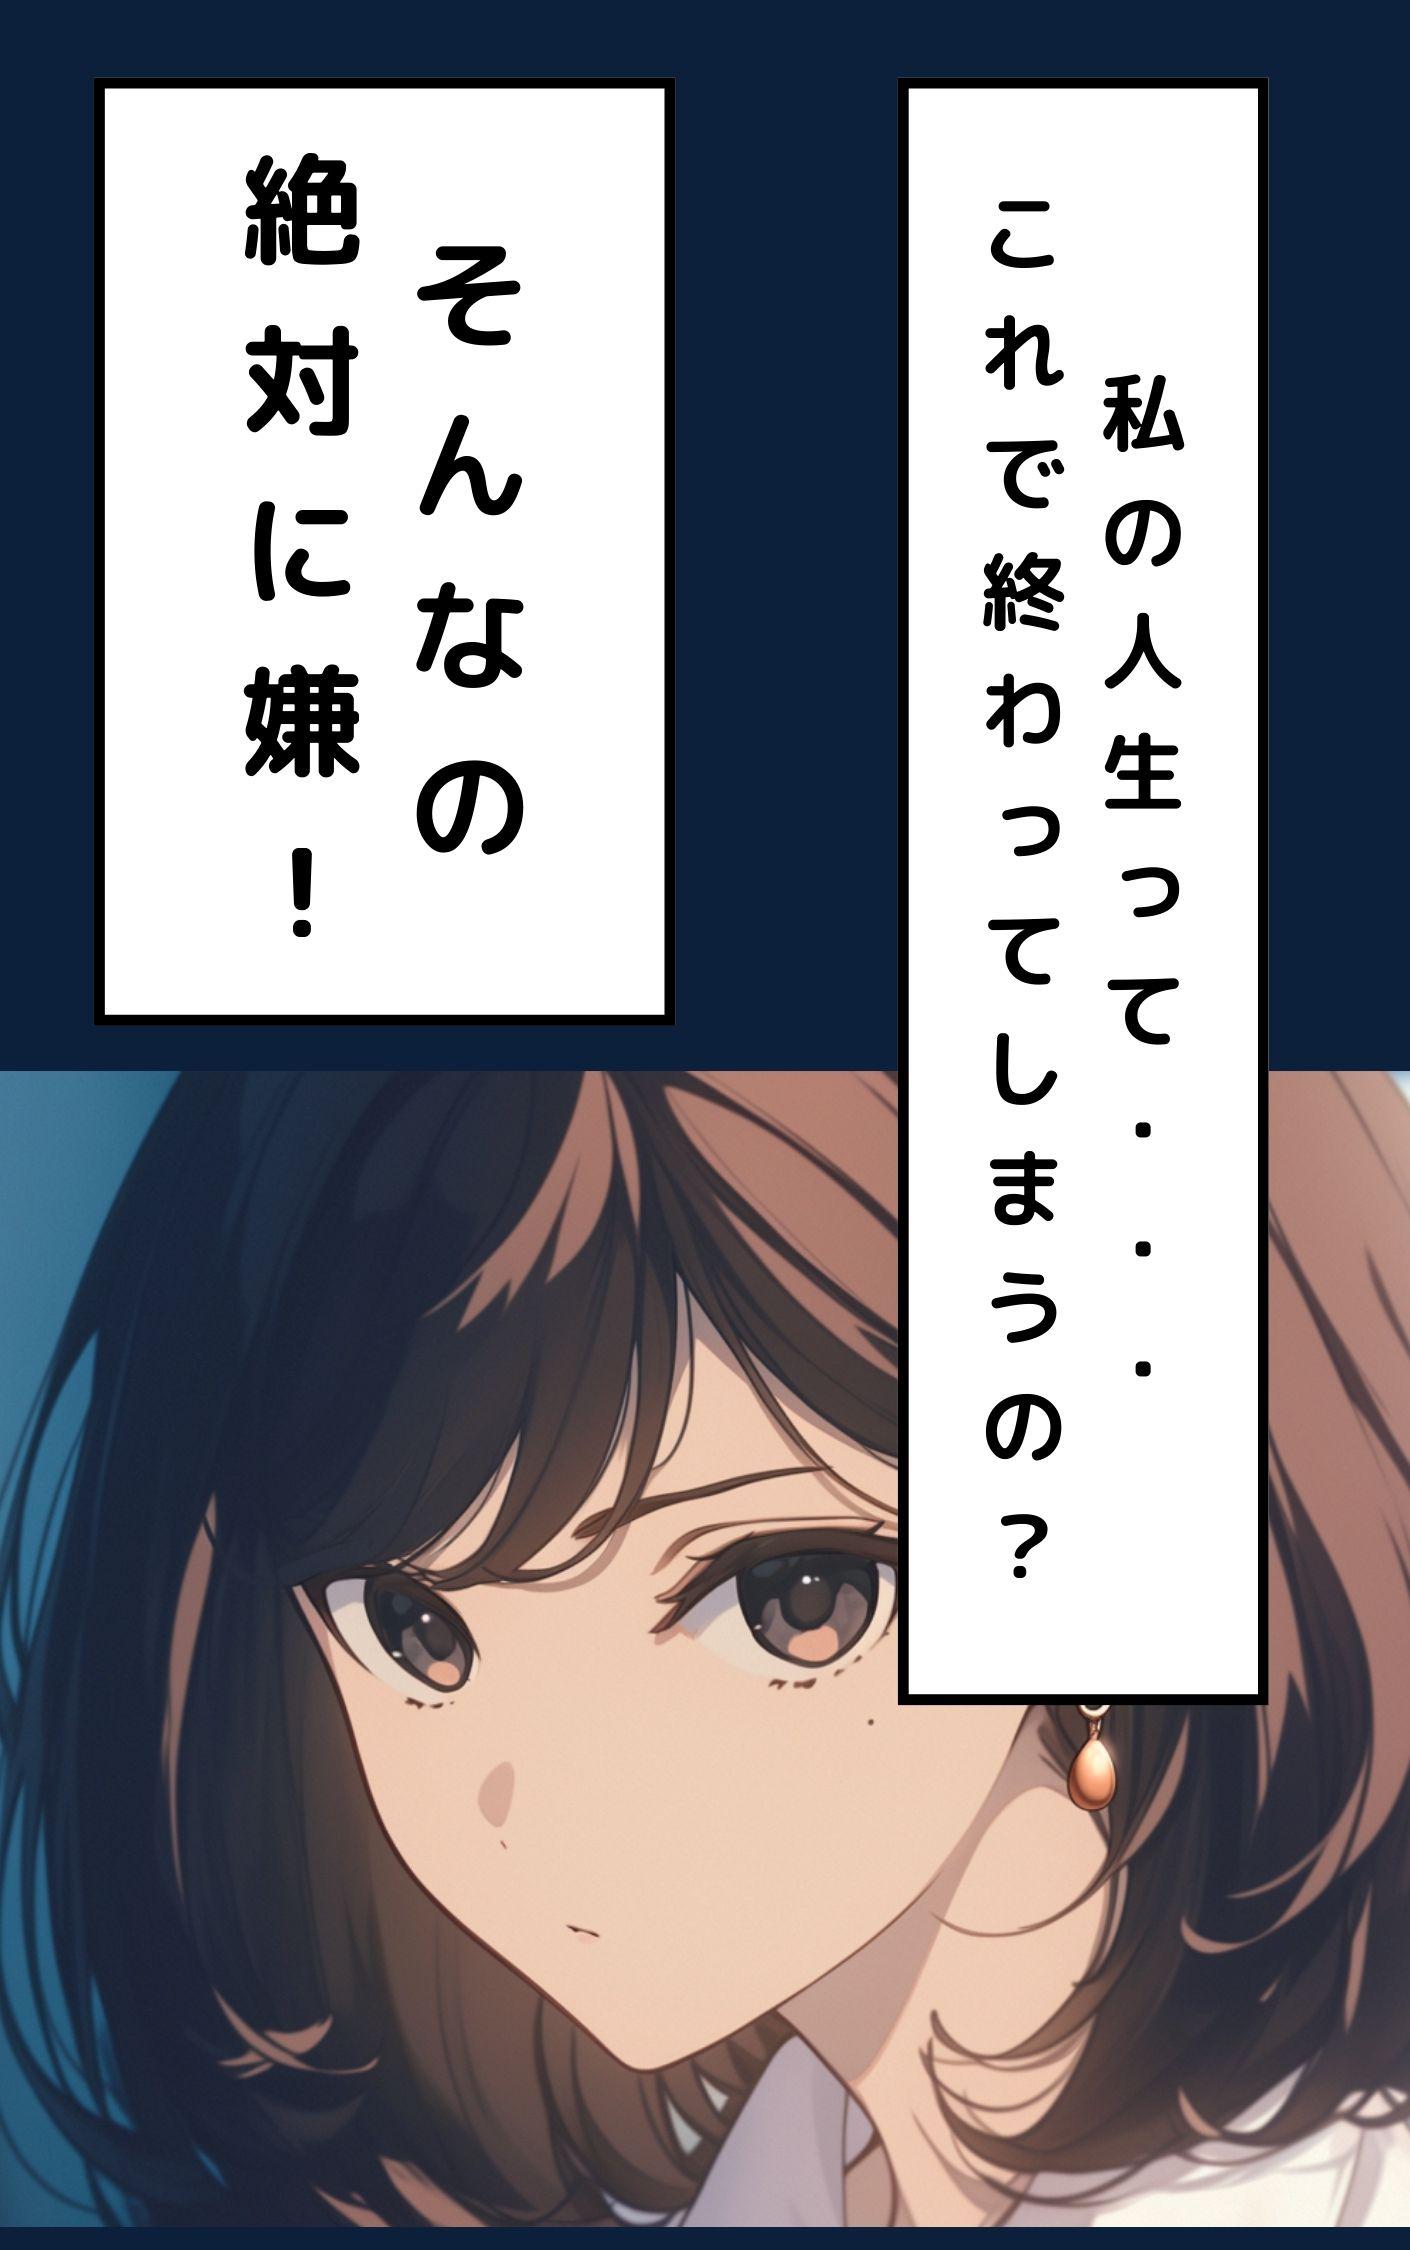 私の人生って・・・
これで終わってしまうの？
そんなの
絶対に嫌！